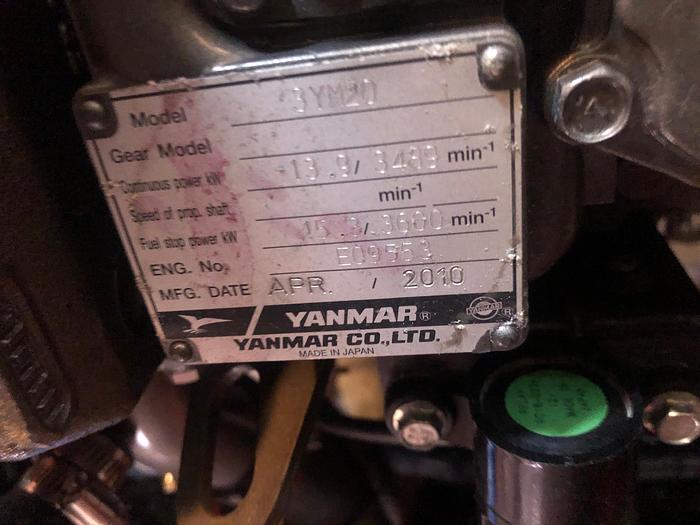 Model 3YM20
Gear Model
Continuous power kW 13.9/ 3489 min-1
Speed of prop. shaft min-1
Fuel stop power kW 15.3/ 3600 min-1
ENG. No. E09553
MFG. DATE APR. / 2010
YANMAR®
YANMAR CO.,LTD.
MADE IN JAPAN
RELAY